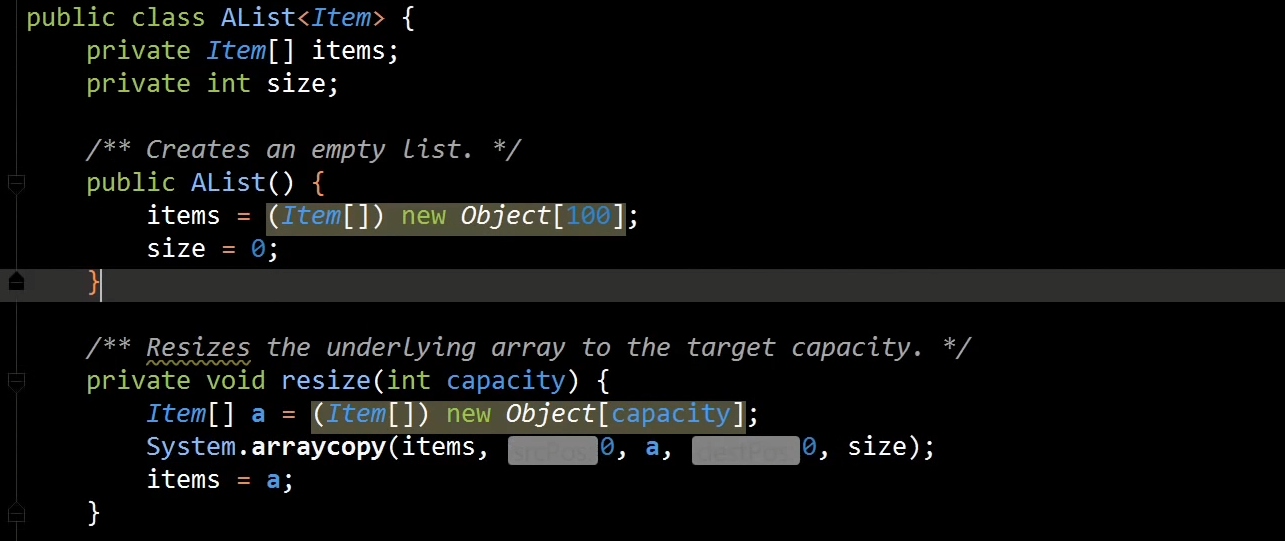 public class AList<Item> {
    private Item[] items;
    private int size;

    /** Creates an empty list. */
    public AList() {
        items = (Item[]) new Object[100];
        size = 0;
    }

    /** Resizes the underlying array to the target capacity. */
    private void resize(int capacity) {
        Item[] a = (Item[]) new Object[capacity];
        System.arraycopy(items, srcPos: 0, a, destPos: 0, size);
        items = a;
    }